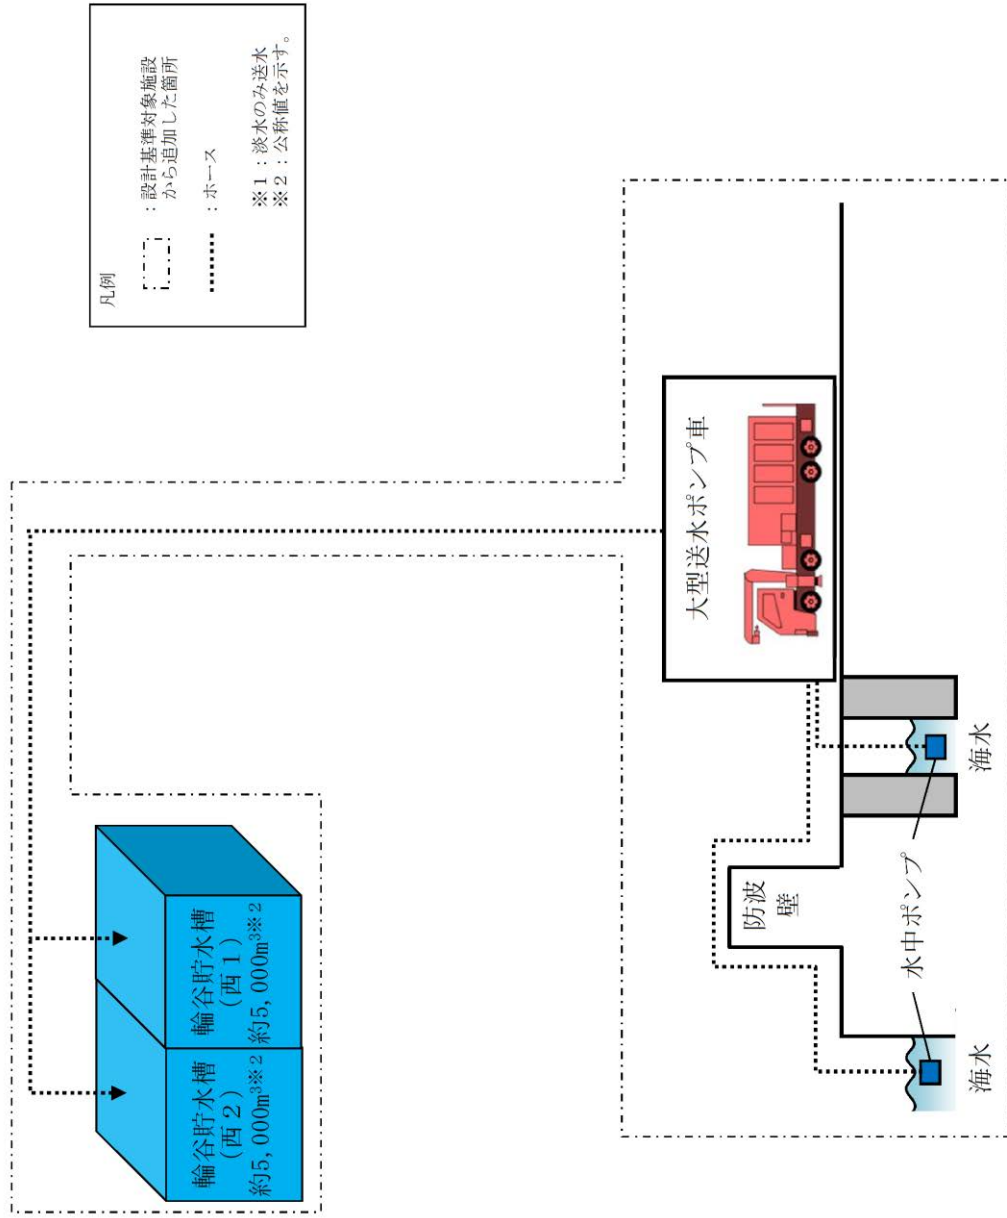 凡例
：設計基準対象施設
から追加した箇所
：ホース
※１：淡水のみ送水
※２：公称値を示す。
輪谷貯水槽
（西２）
約5,000m³※２
輪谷貯水槽
（西１）
約5,000m³※２
大型送水ポンプ車
防波
壁
水中ポンプ
海水
海水